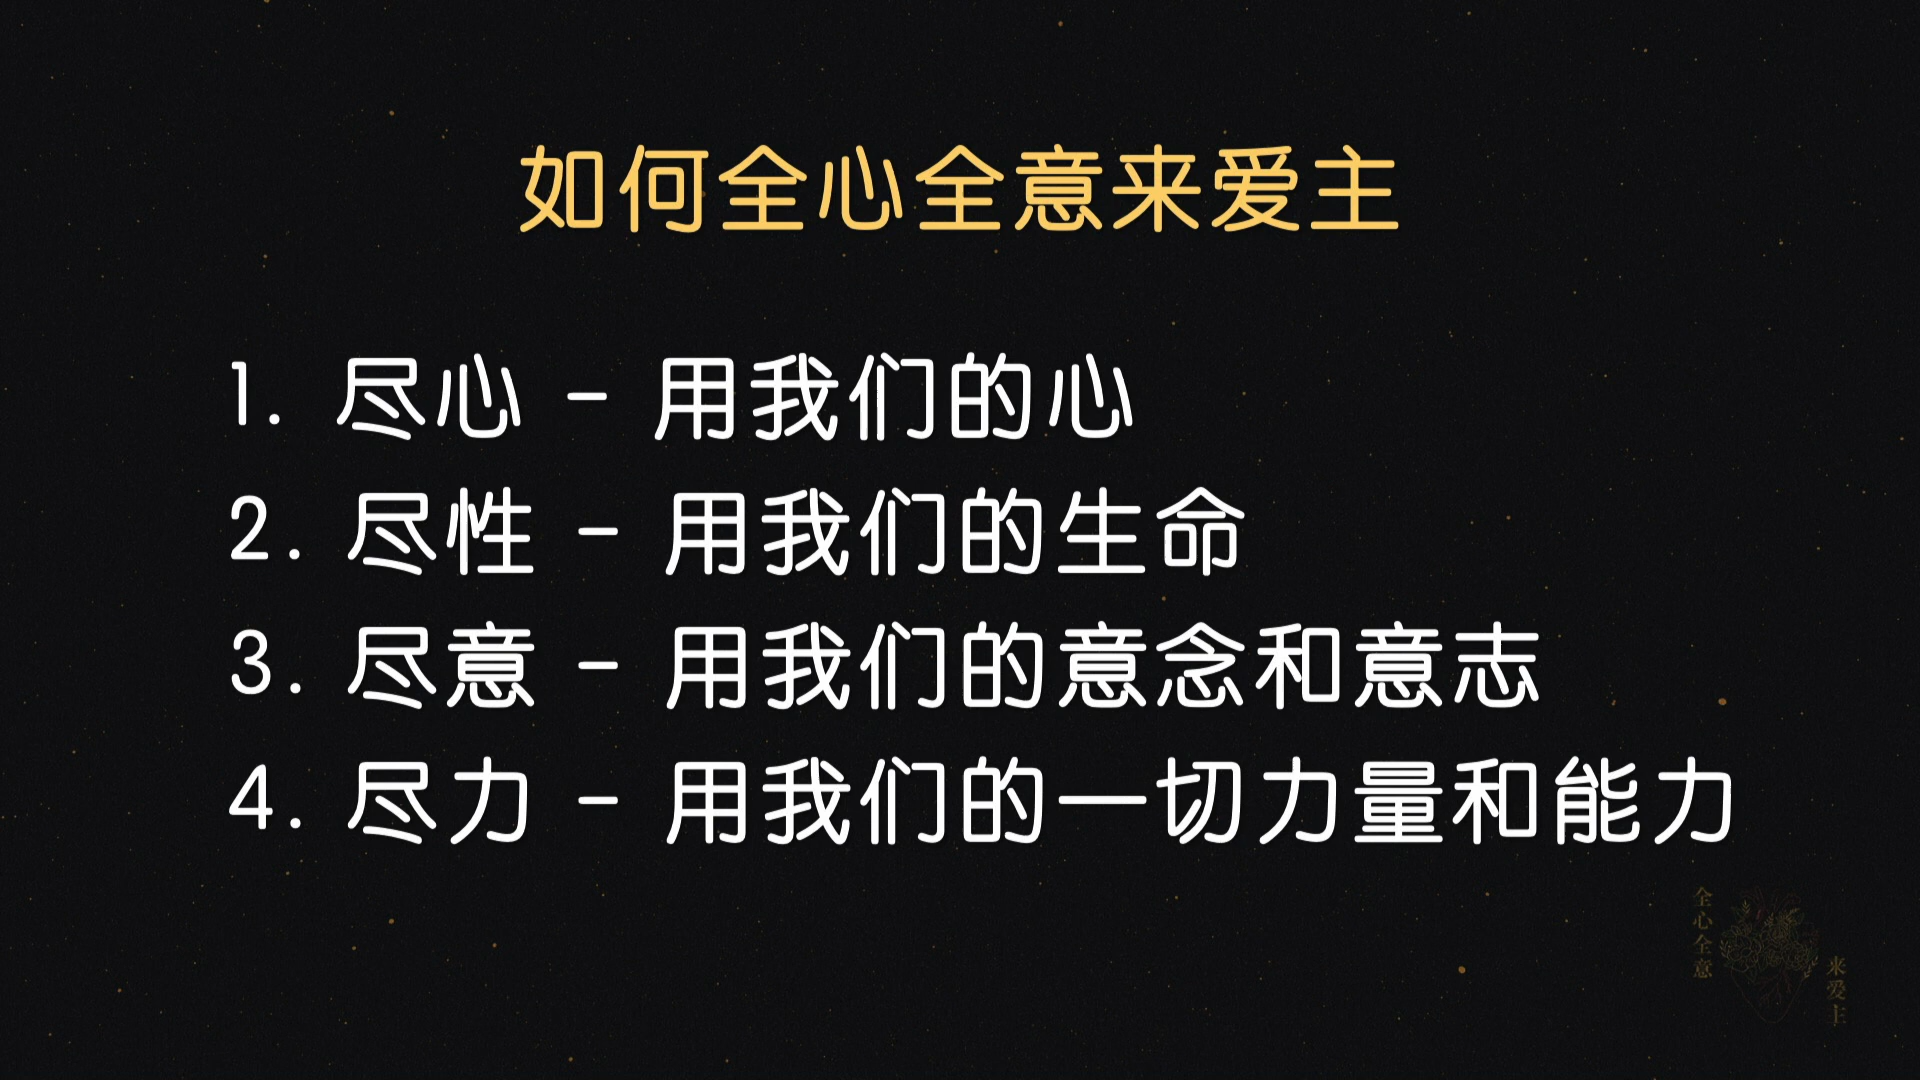 如何全心全意来爱主
1. 尽心 - 用我们的心
2. 尽性 - 用我们的生命
3. 尽意 - 用我们的意念和意志
4. 尽力 - 用我们的一切力量和能力
全心全意
来爱主